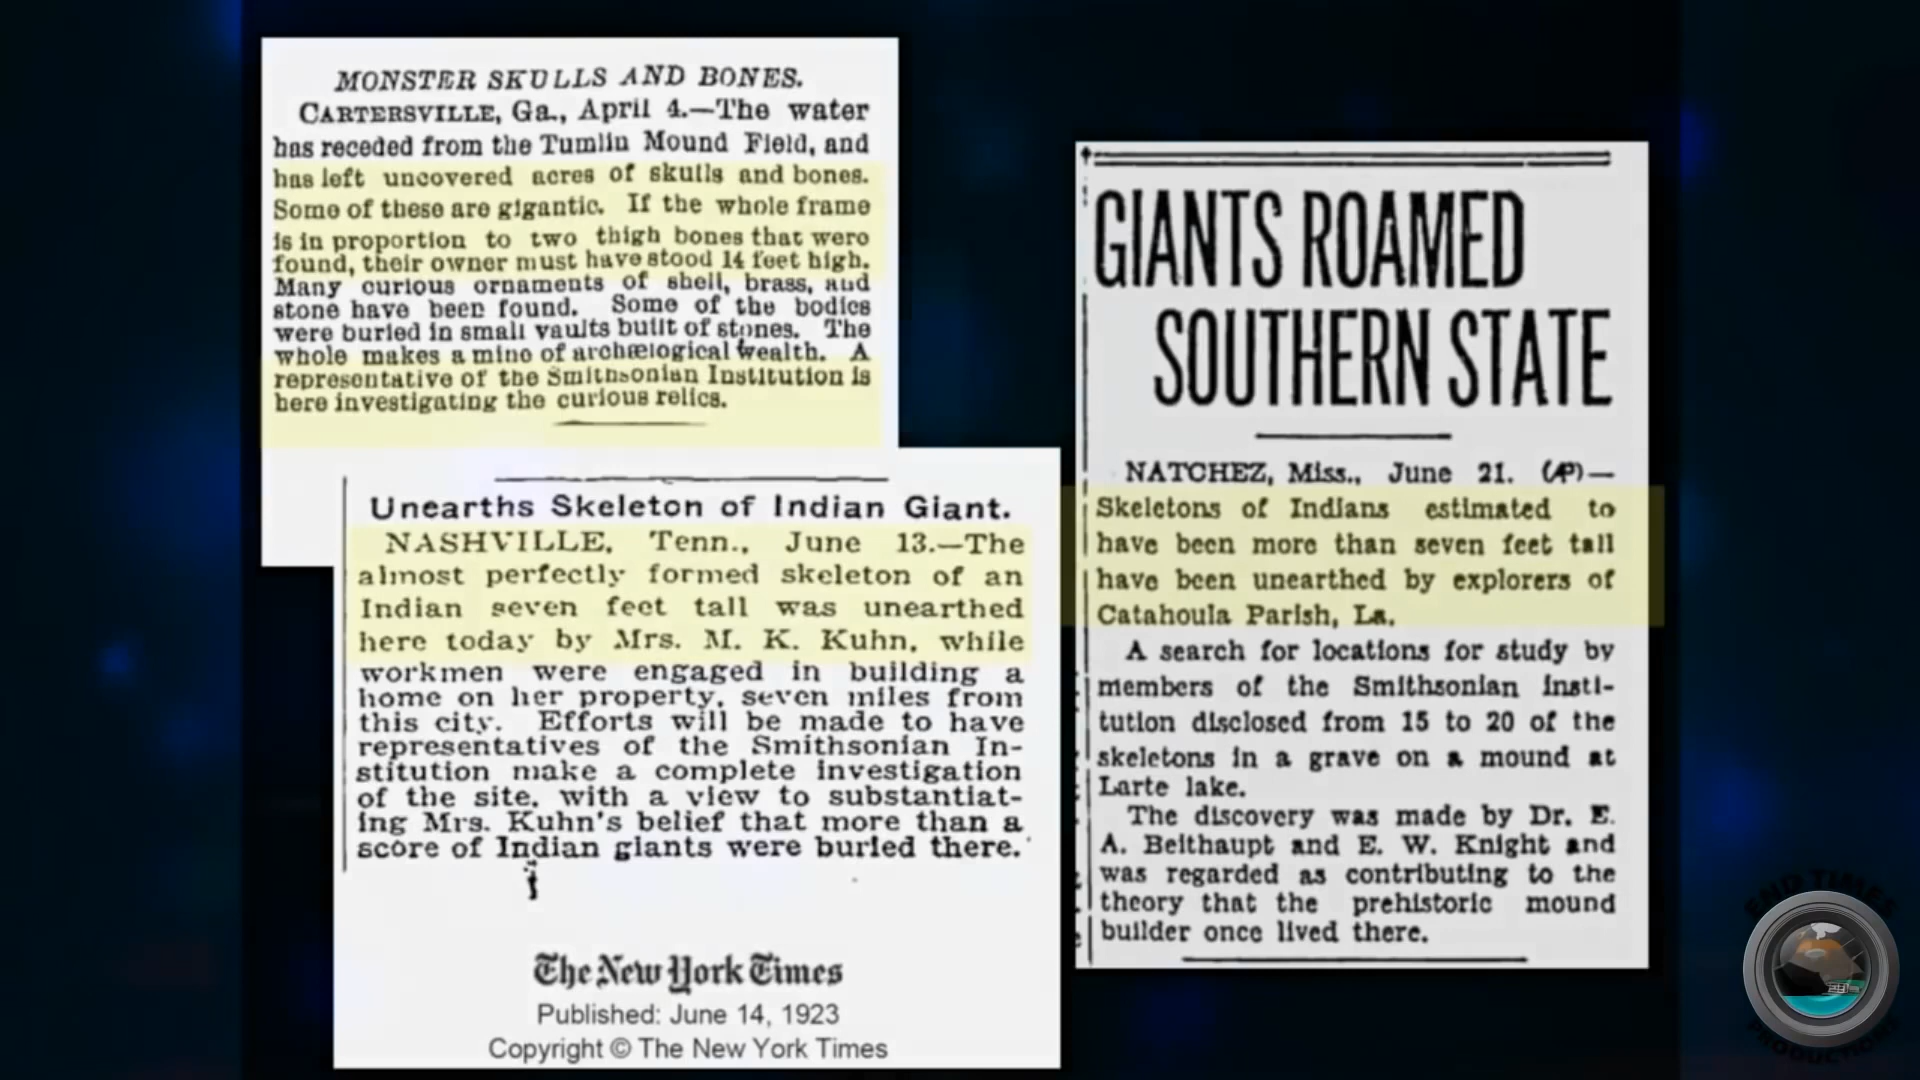 MONSTER SKULLS AND BONES.
CARTERSVILLE, Ga., April 4.—The water
has receded from the Tumlin Mound Field, and
has left uncovered acres of skulls and bones.
Some of these are gigantic. If the whole frame
is in proportion to two thigh bones that were
found, their owner must have stood 14 feet high.
Many curious ornaments of shell, brass, and
stone have been found. Some of the bodies
were buried in small vaults built of stones. The
whole makes a mine of archælogical wealth. A
representative of the Smithsonian Institution is
here investigating the curious relics.
Unearths Skeleton of Indian Giant.
NASHVILLE, Tenn., June 13.—The
almost perfectly formed skeleton of an
Indian seven feet tall was unearthed
here today by Mrs. M. K. Kuhn, while
workmen were engaged in building a
home on her property, seven miles from
this city. Efforts will be made to have
representatives of the Smithsonian In-
stitution make a complete investigation
of the site, with a view to substantiat-
ing Mrs. Kuhn's belief that more than a
score of Indian giants were buried there.
The New York Times
Published: June 14, 1923
Copyright © The New York Times
GIANTS ROAMED
SOUTHERN STATE
NATCHEZ, Miss., June 21. (AP)—
Skeletons of Indians estimated to
have been more than seven feet tall
have been unearthed by explorers of
Catahoula Parish, La.
A search for locations for study by
members of the Smithsonian Insti-
tution disclosed from 15 to 20 of the
skeletons in a grave on a mound at
Larte lake.
The discovery was made by Dr. E.
A. Beithaupt and E. W. Knight and
was regarded as contributing to the
theory that the prehistoric mound
builder once lived there.
END TIMES
PRODUCTIONS